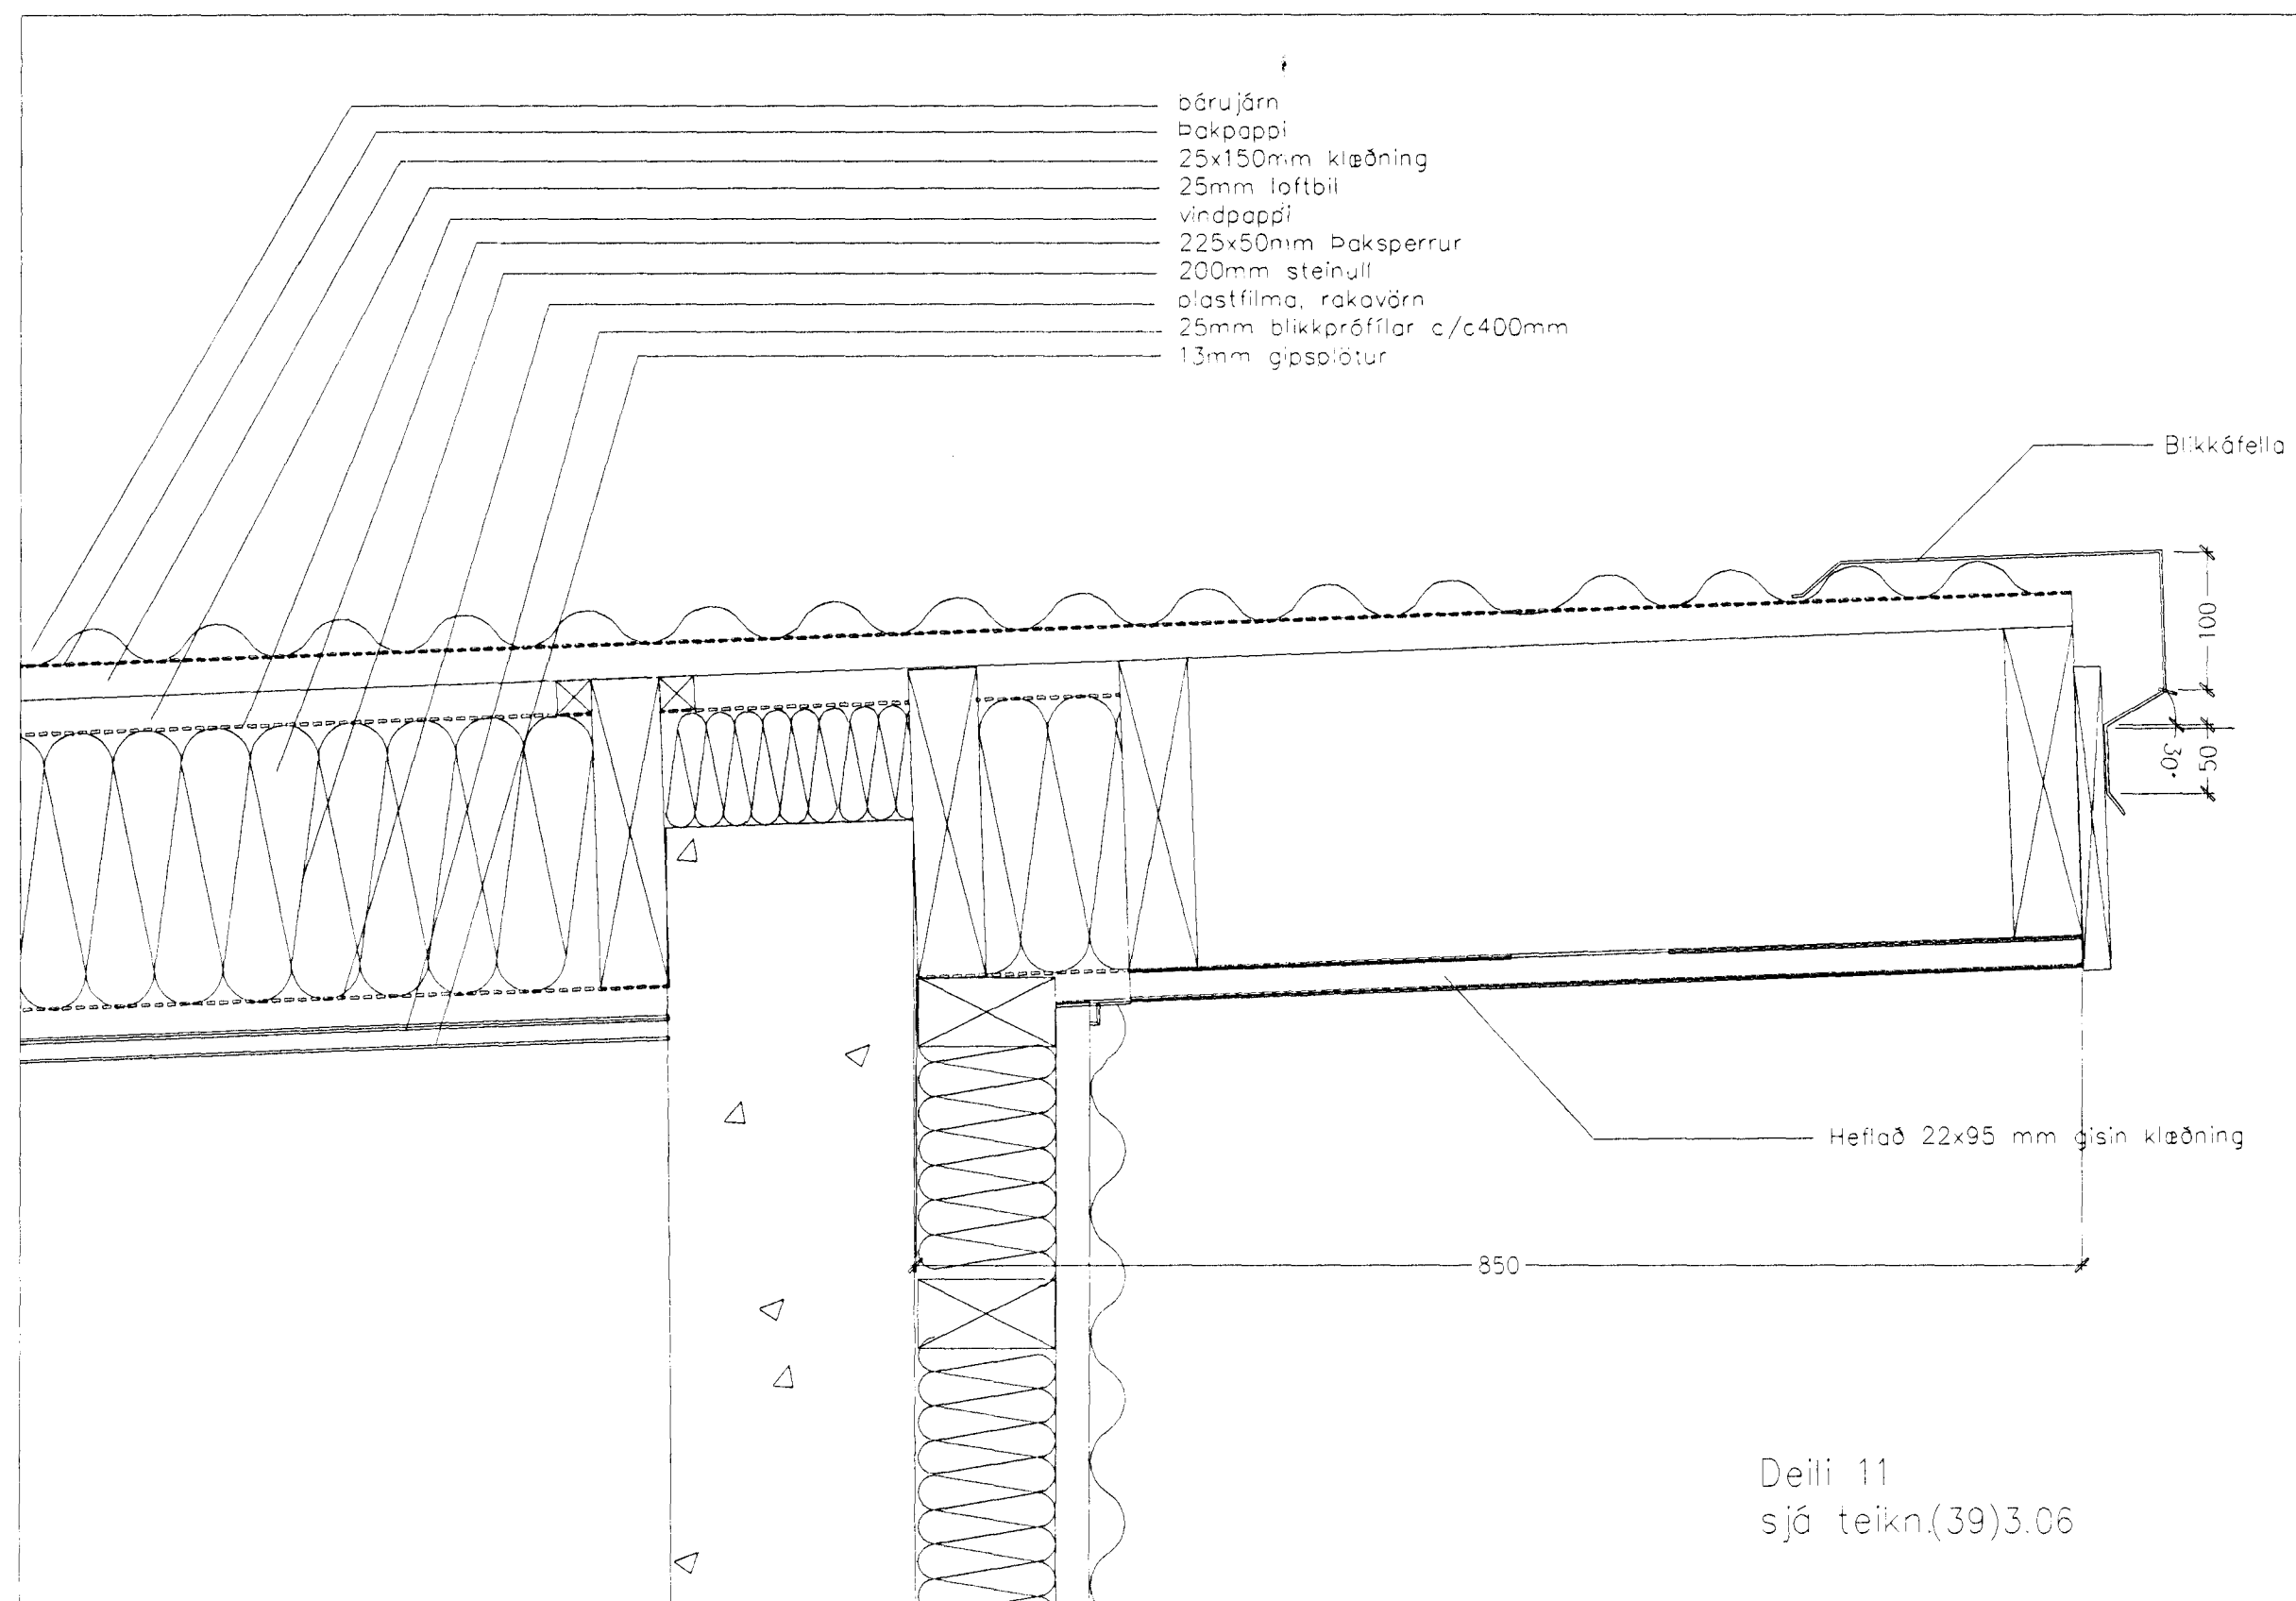 bárujárn
Þakpappi
25x150mm klæðning
25mm loftbil
vindpappi
225x50mm Þaksperrur
200mm steinull
plastfilma, rakavörn
25mm blikkprófílar c/c400mm
13mm gipsplötur
Blikkáfella
100
50
30°
Heflað 22x95 mm gisin klæðning
850
Deili 11
sjá teikn.(39)3.06